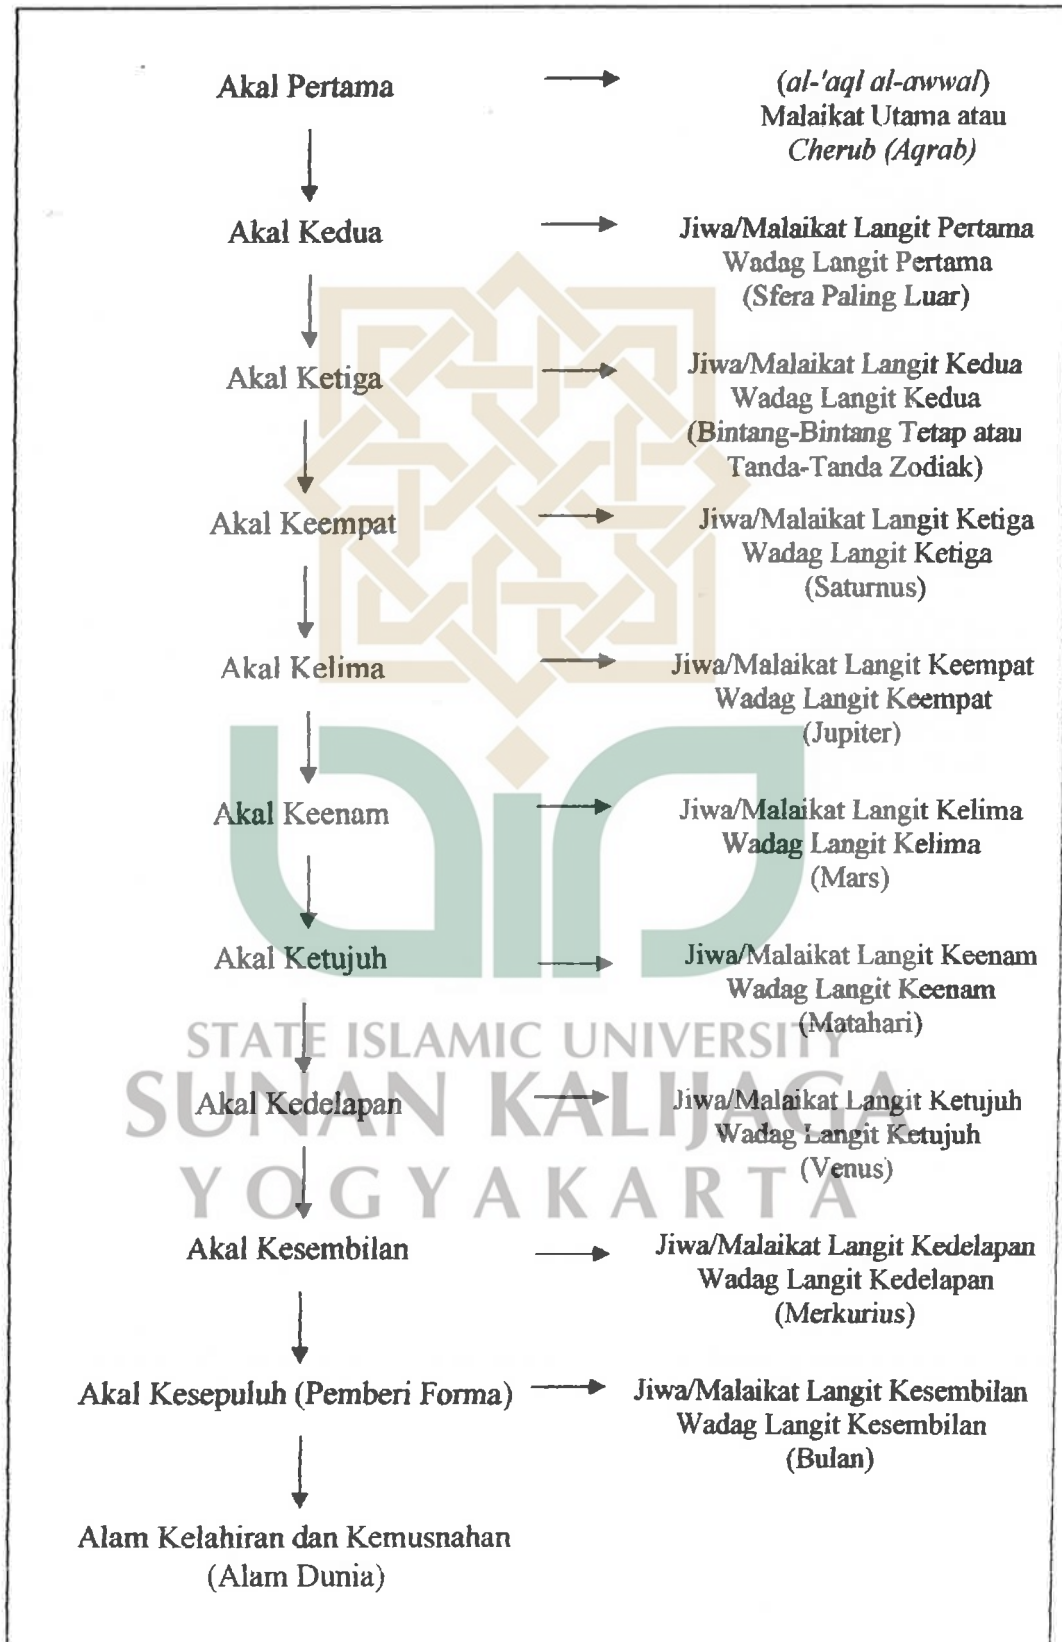 Akal Pertama
(al-'aql al-awwal)
Malaikat Utama atau
Cherub (Aqrab)
Akal Kedua
Jiwa/Malaikat Langit Pertama
Wadag Langit Pertama
(Sfera Paling Luar)
Akal Ketiga
Jiwa/Malaikat Langit Kedua
Wadag Langit Kedua
(Bintang-Bintang Tetap atau
Tanda-Tanda Zodiak)
Akal Keempat
Jiwa/Malaikat Langit Ketiga
Wadag Langit Ketiga
(Saturnus)
Akal Kelima
Jiwa/Malaikat Langit Keempat
Wadag Langit Keempat
(Jupiter)
Akal Keenam
Jiwa/Malaikat Langit Kelima
Wadag Langit Kelima
(Mars)
Akal Ketujuh
Jiwa/Malaikat Langit Keenam
Wadag Langit Keenam
(Matahari)
STATE ISLAMIC UNIVERSITY
SUNAN KALIJAGA
YOGYAKARTA
Akal Kedelapan
Jiwa/Malaikat Langit Ketujuh
Wadag Langit Ketujuh
(Venus)
Akal Kesembilan
Jiwa/Malaikat Langit Kedelapan
Wadag Langit Kedelapan
(Merkurius)
Akal Kesepuluh (Pemberi Forma)
Jiwa/Malaikat Langit Kesembilan
Wadag Langit Kesembilan
(Bulan)
Alam Kelahiran dan Kemusnahan
(Alam Dunia)